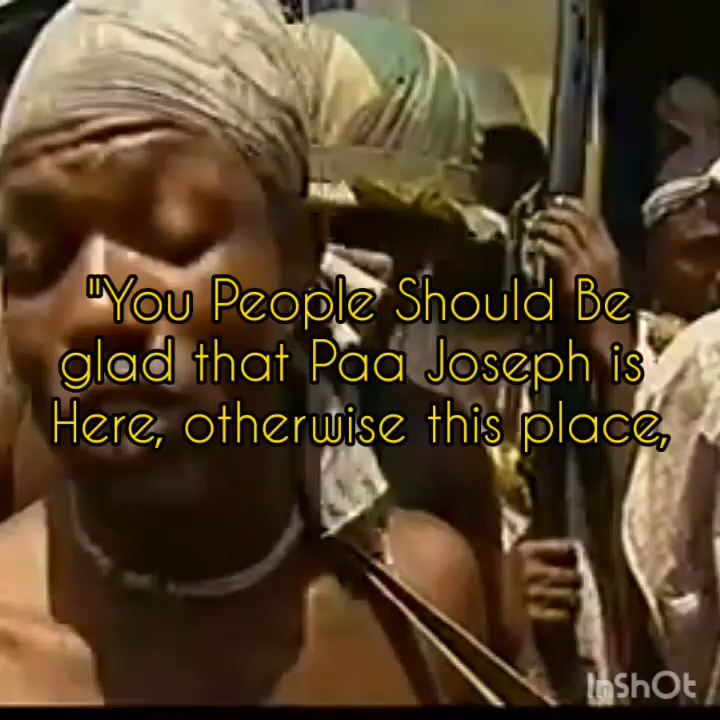 "You People Should Be
glad that Paa Joseph is
Here, otherwise this place,
InShOt